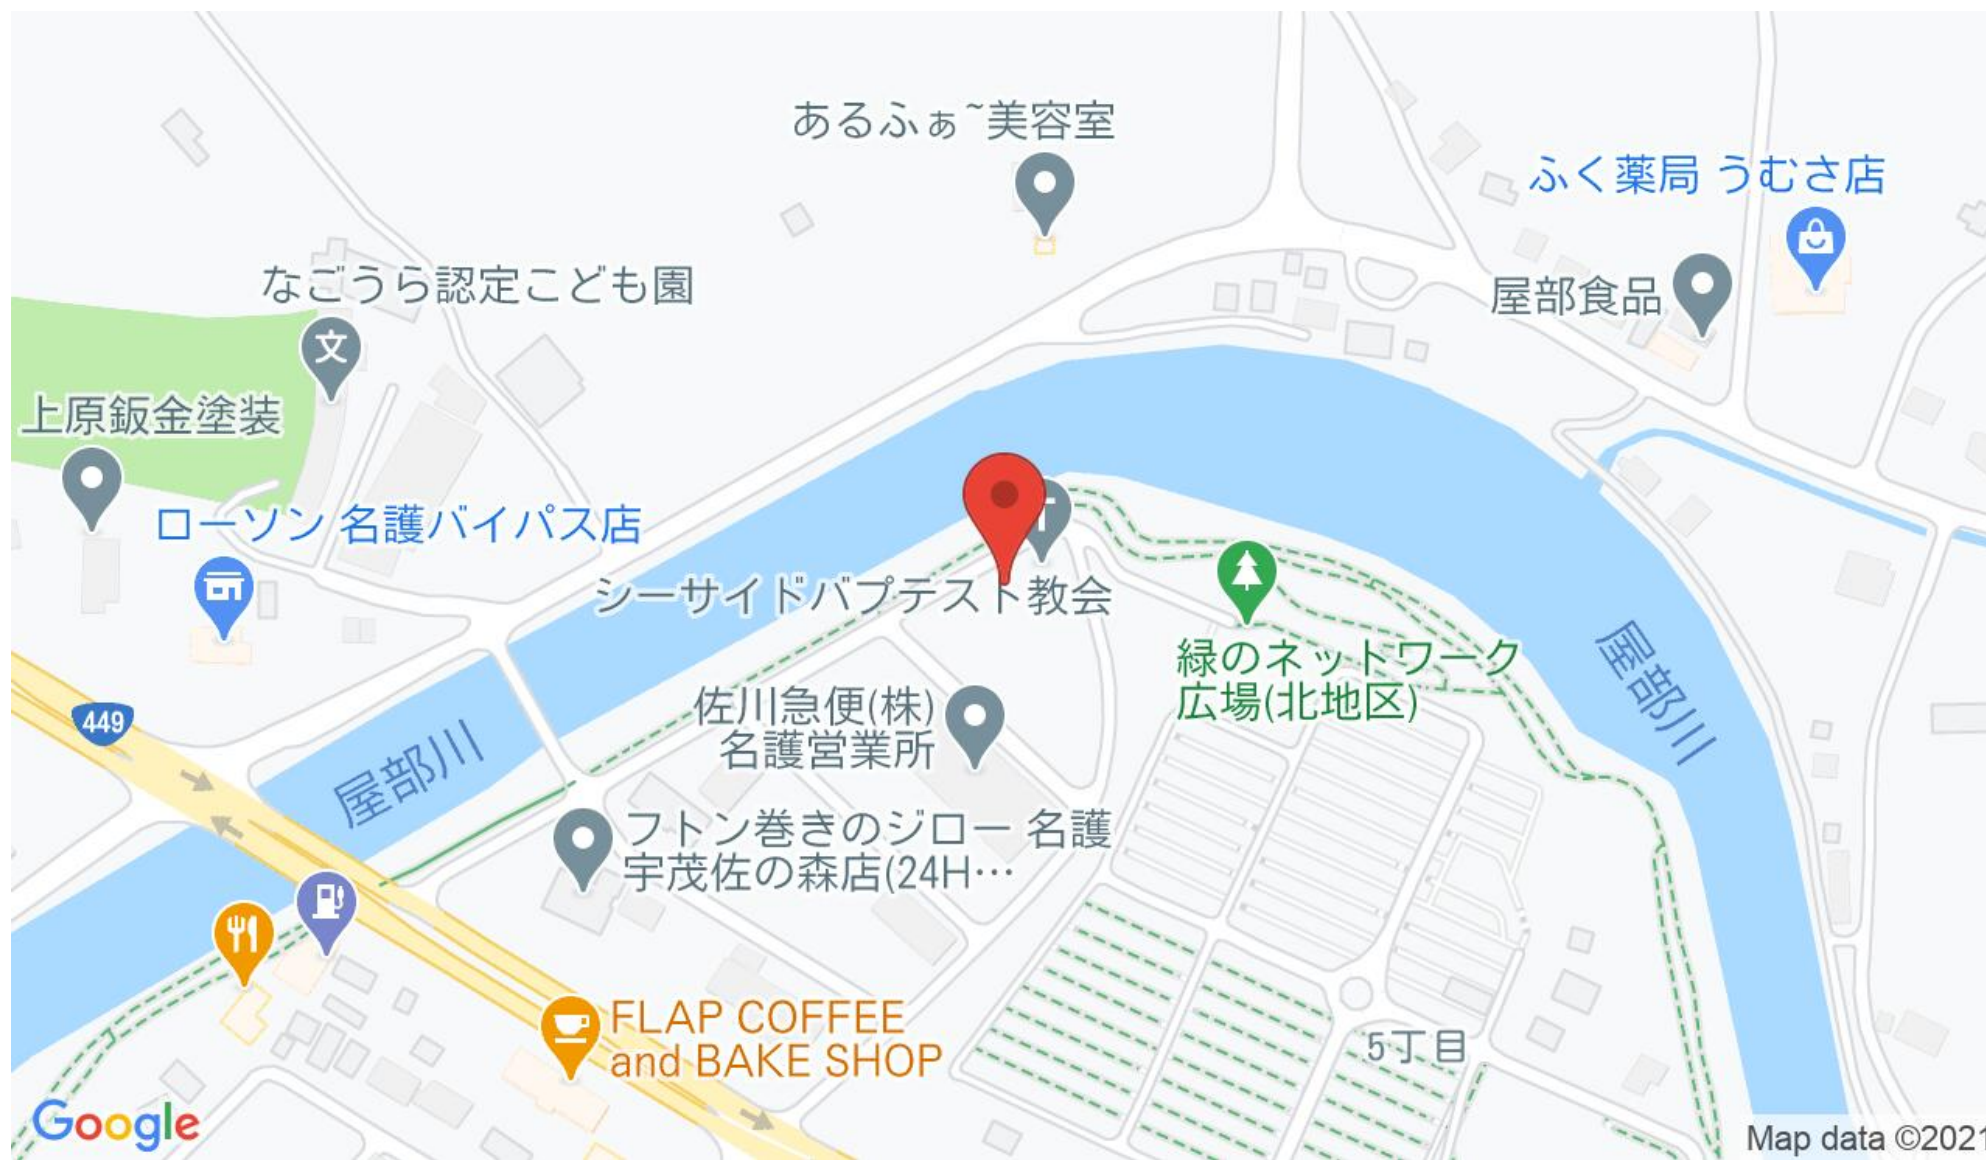 あるふぁ~美容室
ふく薬局 うむさ店
なごうら認定こども園
屋部食品
上原鈑金塗装
文
ローソン 名護バイパス店
シーサイドバプテスト教会
緑のネットワーク
広場(北地区)
屋部川
449
佐川急便(株)
名護営業所
屋部川
フトン巻きのジロー 名護
宇茂佐の森店(24H…
FLAP COFFEE
and BAKE SHOP
5丁目
Google
Map data ©2021